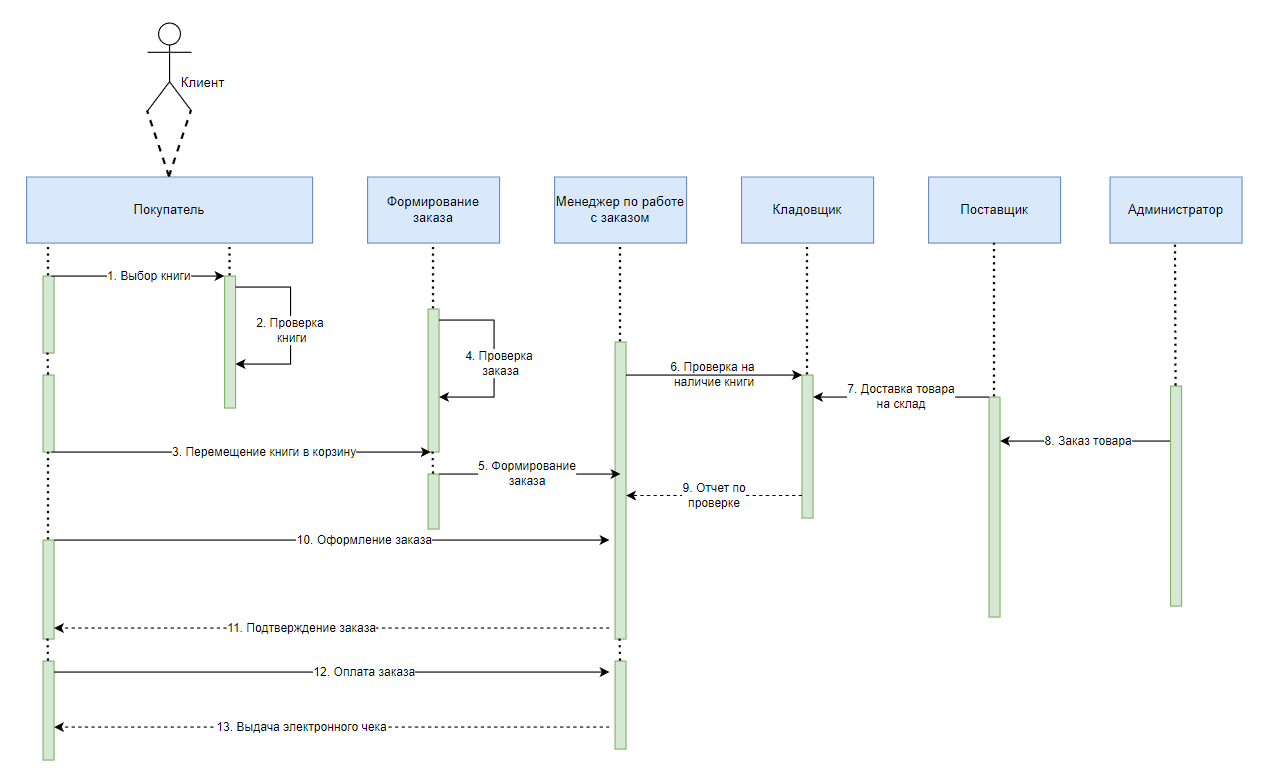 Клиент
Покупатель
Формирование
заказа
Менеджер по работе
с заказом
Кладовщик
Поставщик
Администратор
1. Выбор книги
2. Проверка
книги
4. Проверка
заказа
6. Проверка на
наличие книги
7. Доставка товара
на склад
8. Заказ товара
3. Перемещение книги в корзину
5. Формирование
заказа
9. Отчет по
проверке
10. Оформление заказа
11. Подтверждение заказа
12. Оплата заказа
13. Выдача электронного чека